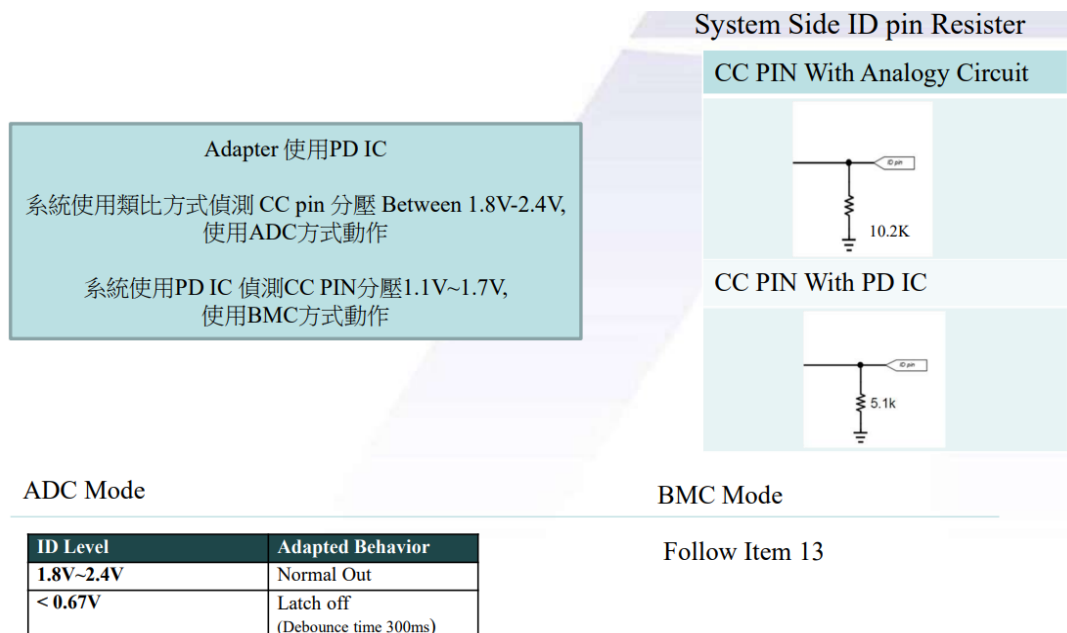 System Side ID pin Resister
CC PIN With Analogy Circuit
ID pin
10.2K
CC PIN With PD IC
ID pin
5.1k
Adapter 使用PD IC
系統使用類比方式偵測 CC pin 分壓 Between 1.8V-2.4V,
使用ADC方式動作
系統使用PD IC 偵測CC PIN分壓1.1V~1.7V,
使用BMC方式動作
ADC Mode
ID Level Adapted Behavior
1.8V~2.4V Normal Out
< 0.67V Latch off
(Debounce time 300ms)
BMC Mode
Follow Item 13